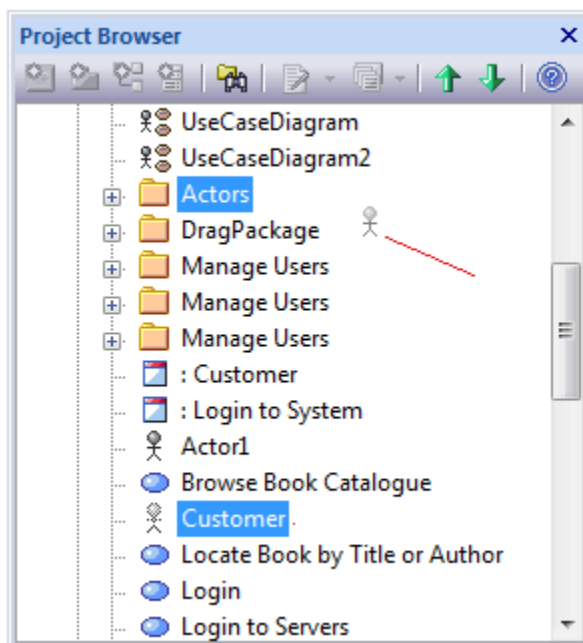 Project Browser
UseCaseDiagram
UseCaseDiagram2
Actors
DragPackage
Manage Users
Manage Users
Manage Users
: Customer
: Login to System
Actor1
Browse Book Catalogue
Customer
Locate Book by Title or Author
Login
Login to Servers